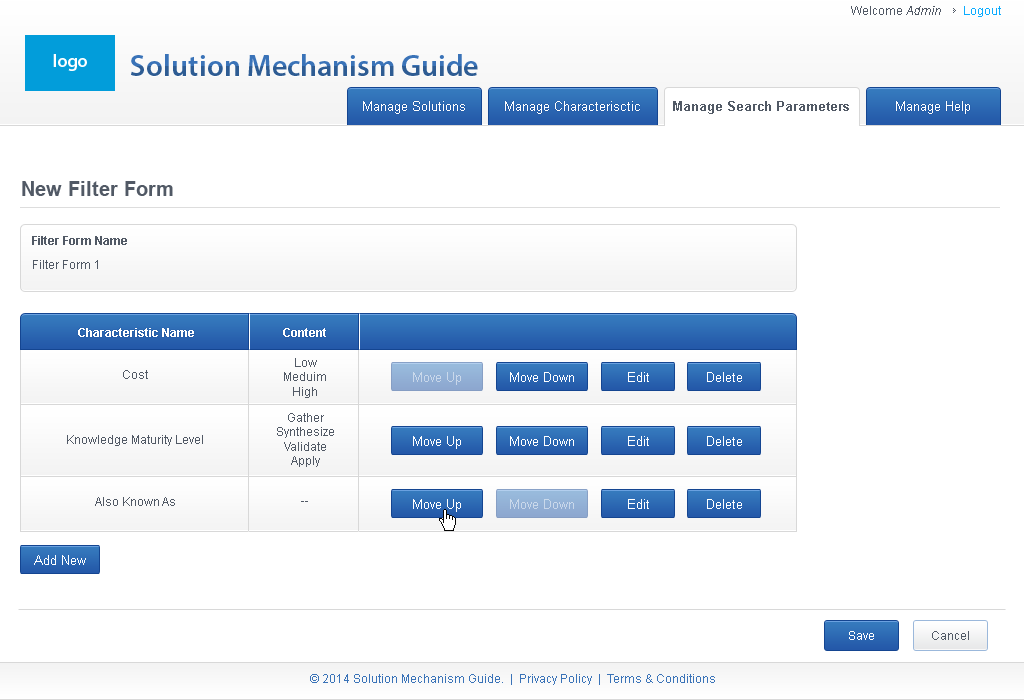 Welcome Admin › Logout
logo
Solution Mechanism Guide
Manage Solutions
Manage Characterisctic
Manage Search Parameters
Manage Help
New Filter Form
Filter Form Name
Filter Form 1
Characteristic Name
Content
Cost
Low
Meduim
High
Move Up
Move Down
Edit
Delete
Knowledge Maturity Level
Gather
Synthesize
Validate
Apply
Move Up
Move Down
Edit
Delete
Also Known As
--
Move Up
Move Down
Edit
Delete
Add New
Save
Cancel
© 2014 Solution Mechanism Guide. | Privacy Policy | Terms & Conditions